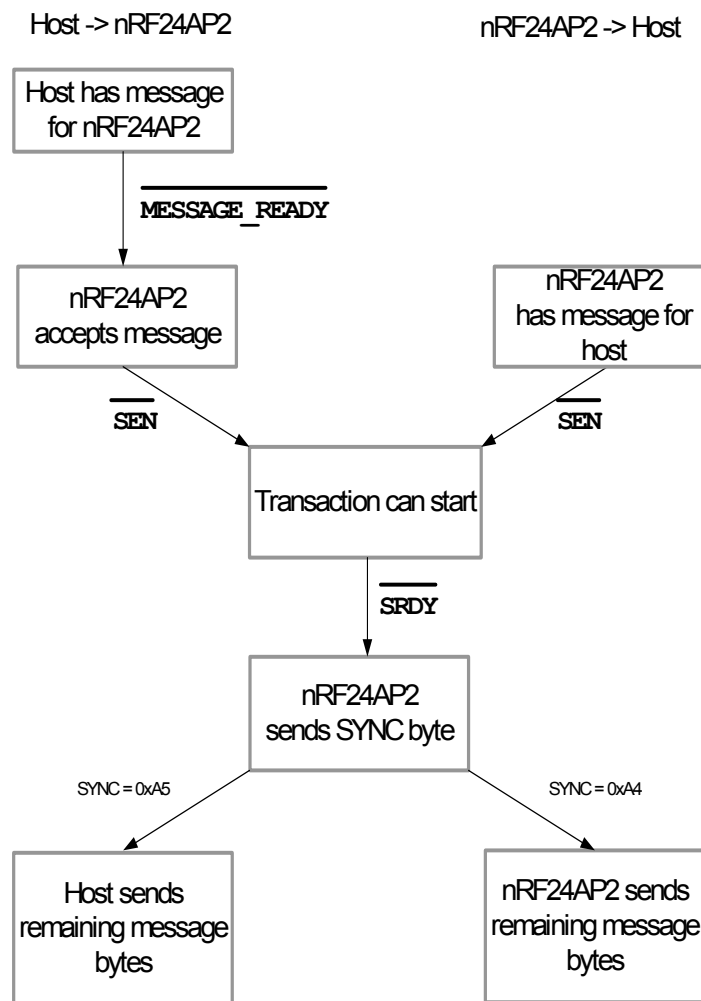 Host -> nRF24AP2
nRF24AP2 -> Host
Host has message
for nRF24AP2
MESSAGE_READY
nRF24AP2
accepts message
nRF24AP2
has message for
host
SEN
SEN
Transaction can start
SRDY
nRF24AP2
sends SYNC byte
SYNC = 0xA5
SYNC = 0xA4
Host sends
remaining message
bytes
nRF24AP2 sends
remaining message
bytes